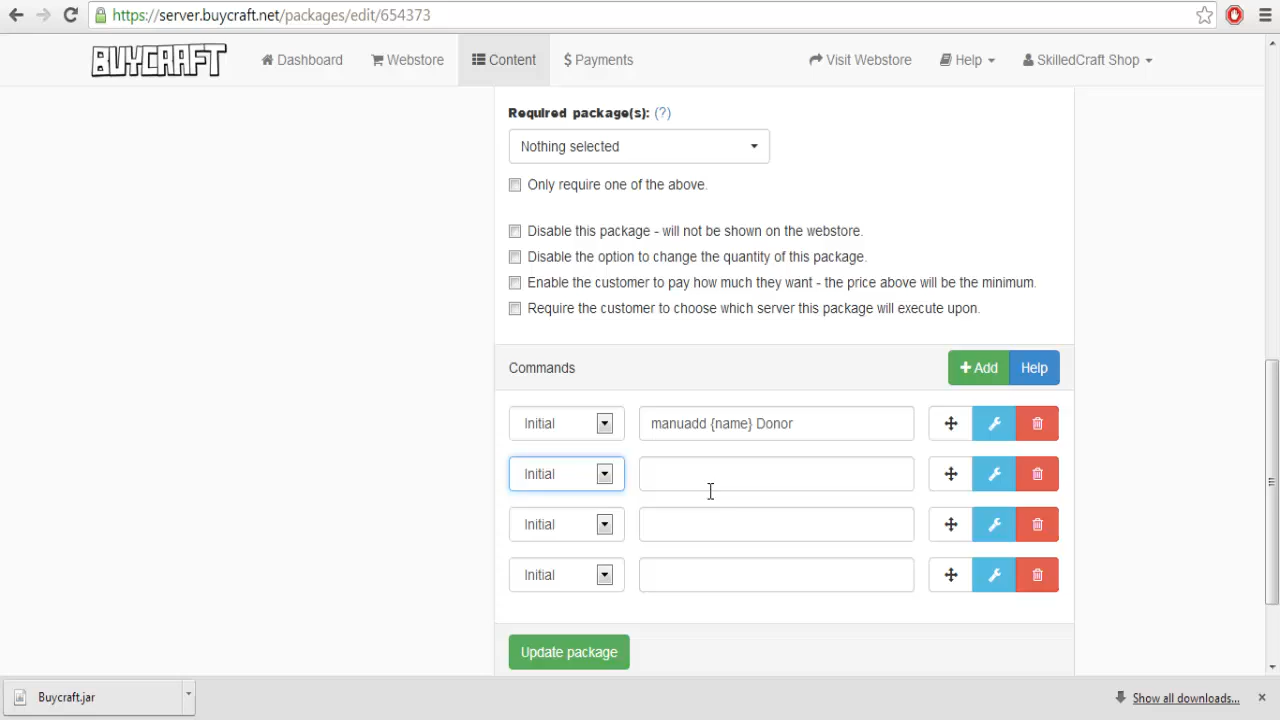 https://server.buycraft.net/packages/edit/654373
BUYCRAFT
Dashboard
Webstore
Content
$ Payments
Visit Webstore
Help
SkilledCraft Shop
Required package(s): (?)
Nothing selected
Only require one of the above.
Disable this package - will not be shown on the webstore.
Disable the option to change the quantity of this package.
Enable the customer to pay how much they want - the price above will be the minimum.
Require the customer to choose which server this package will execute upon.
Commands
+ Add
Help
Initial
manuadd {name} Donor
Initial
Initial
Initial
Update package
Buycraft.jar
Show all downloads...